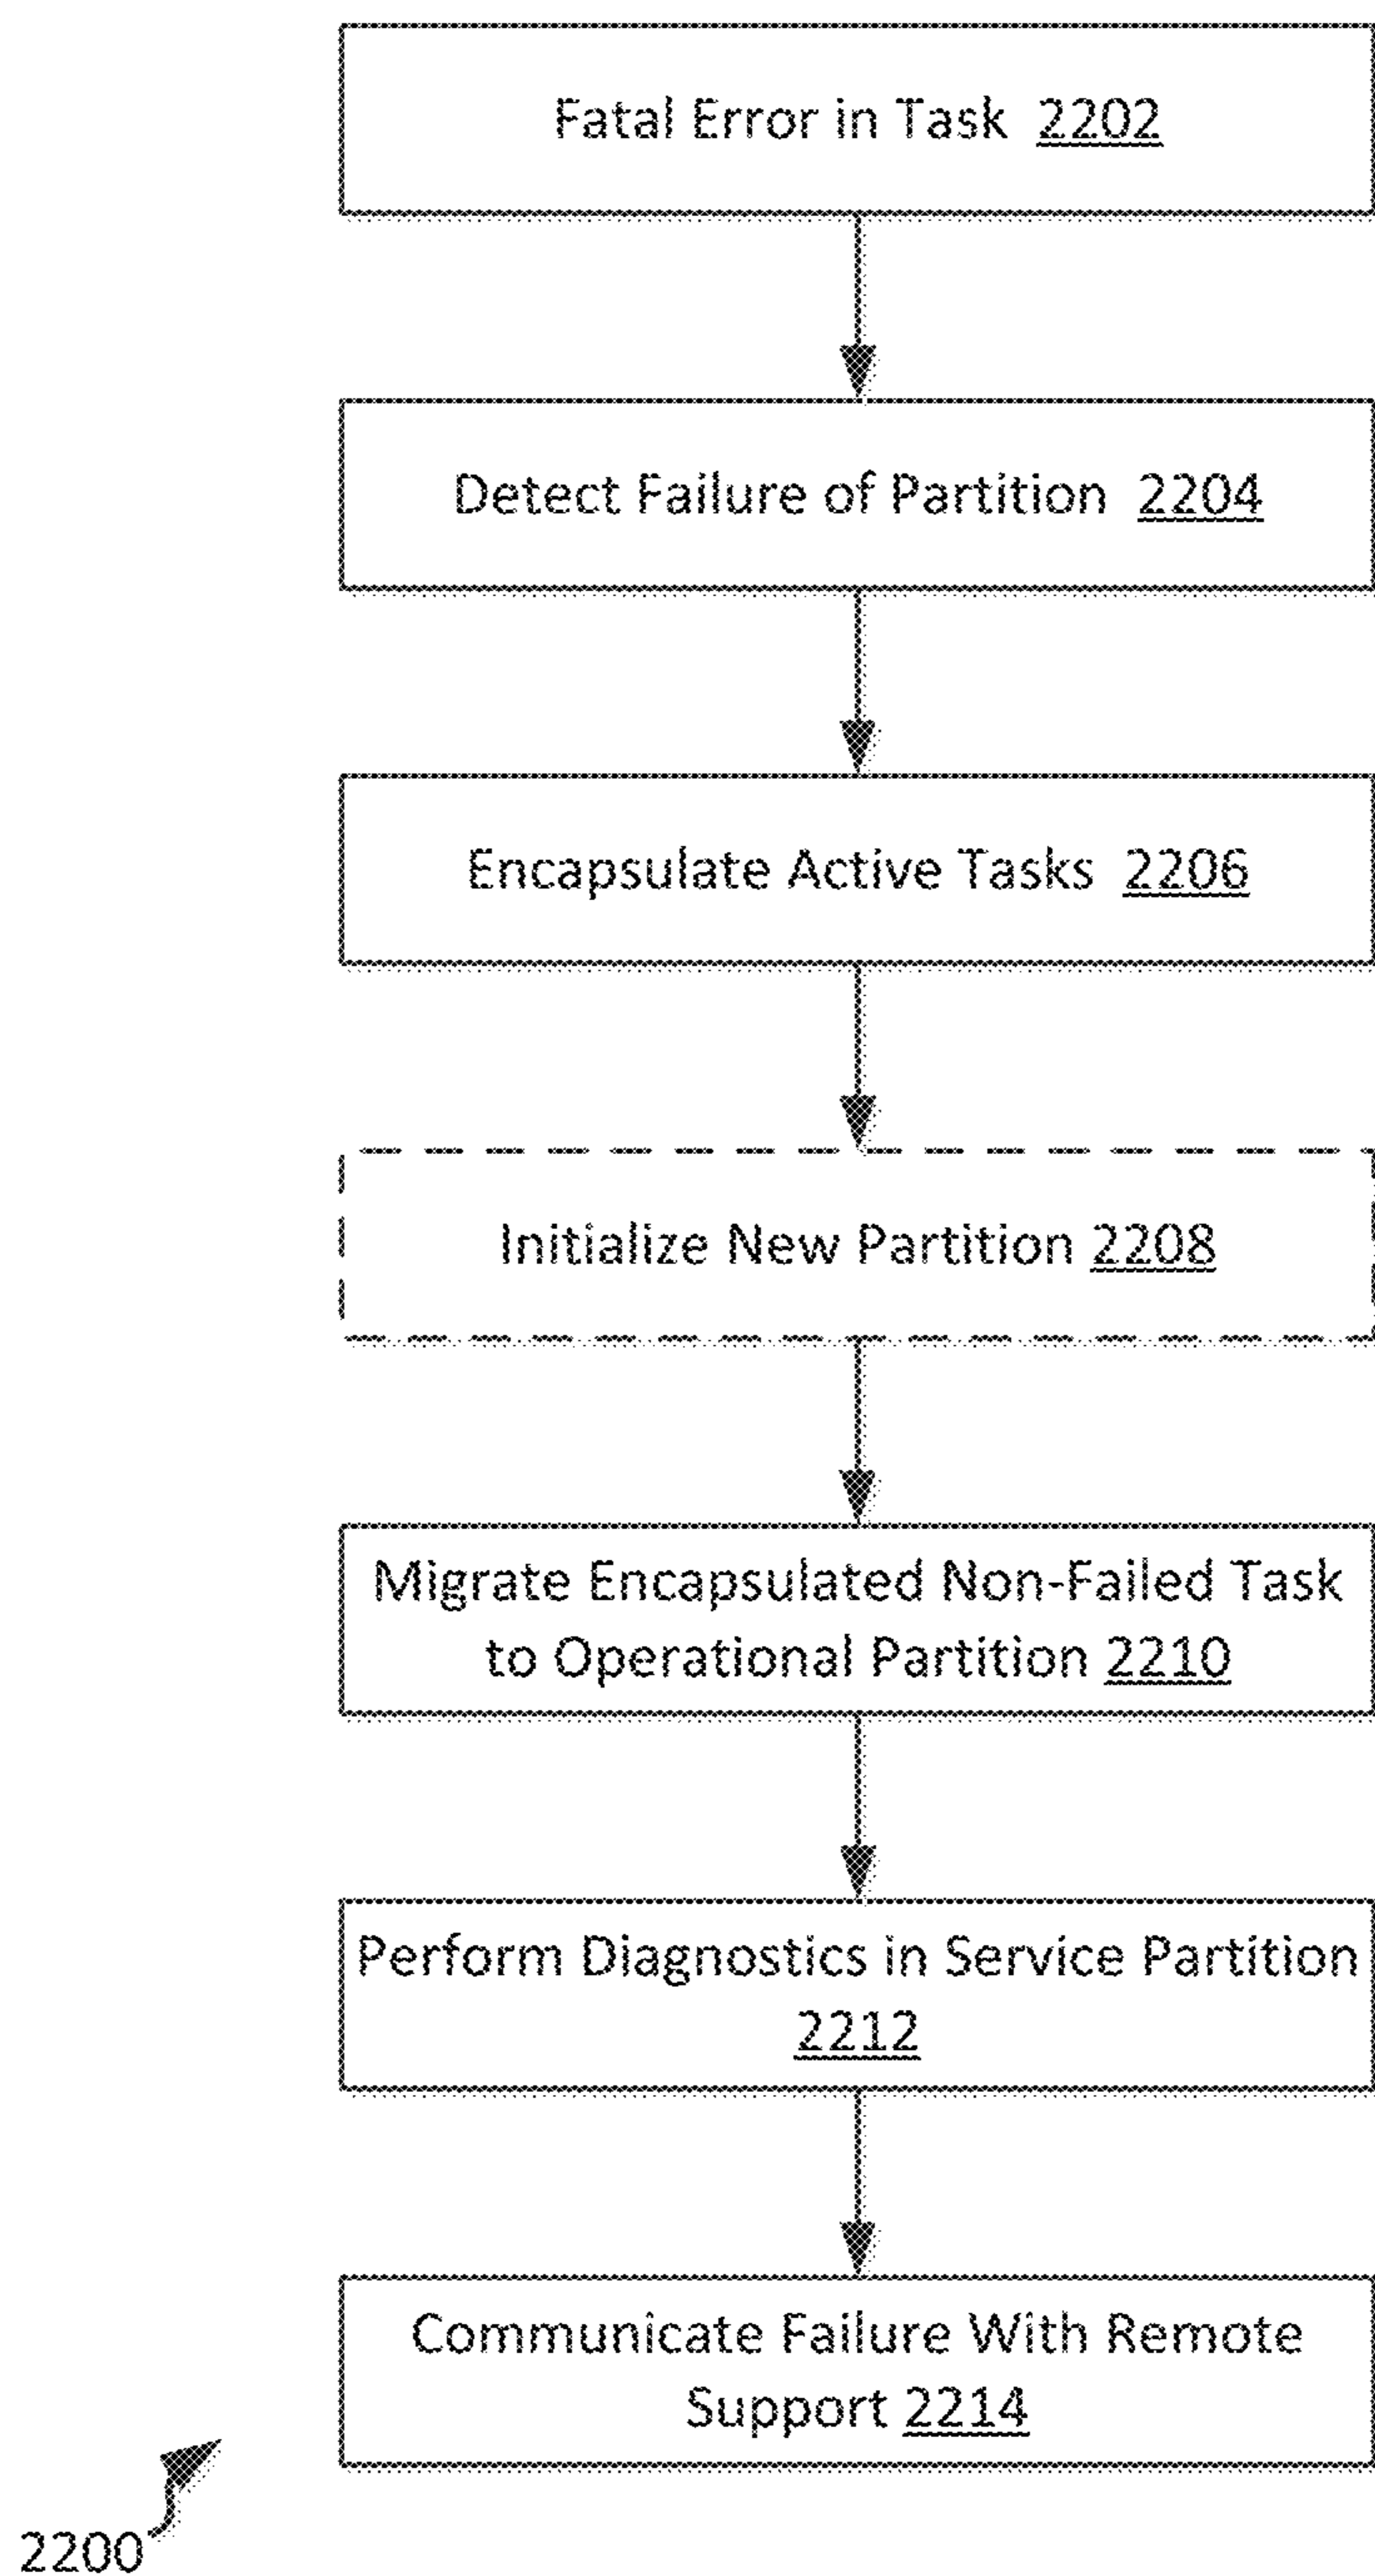 Fatal Error in Task 2202
Detect Failure of Partition 2204
Encapsulate Active Tasks 2206
Initialize New Partition 2208
Migrate Encapsulated Non-Failed Task
to Operational Partition 2210
Perform Diagnostics in Service Partition
2212
Communicate Failure With Remote
Support 2214
2200